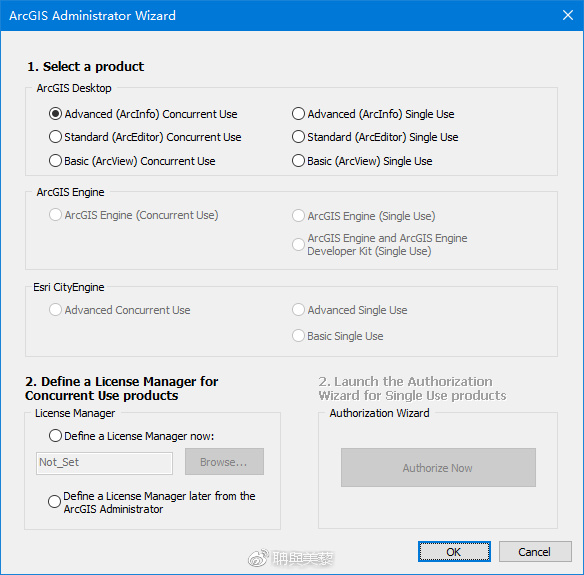 ArcGIS Administrator Wizard
1. Select a product
ArcGIS Desktop
Advanced (ArcInfo) Concurrent Use
Advanced (ArcInfo) Single Use
Standard (ArcEditor) Concurrent Use
Standard (ArcEditor) Single Use
Basic (ArcView) Concurrent Use
Basic (ArcView) Single Use
ArcGIS Engine
ArcGIS Engine (Concurrent Use)
ArcGIS Engine (Single Use)
ArcGIS Engine and ArcGIS Engine
Developer Kit (Single Use)
Esri CityEngine
Advanced Concurrent Use
Advanced Single Use
Basic Single Use
2. Define a License Manager for
Concurrent Use products
License Manager
Define a License Manager now:
Not_Set
Browse...
Define a License Manager later from the
ArcGIS Administrator
2. Launch the Authorization
Wizard for Single Use products
Authorization Wizard
Authorize Now
OK
Cancel